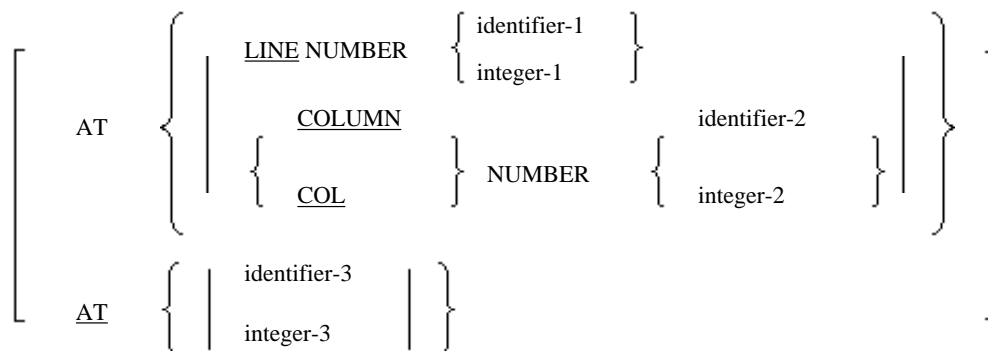 LINE NUMBER identifier-1
integer-1
AT COLUMN identifier-2
NUMBER
COL integer-2
identifier-3
AT integer-3